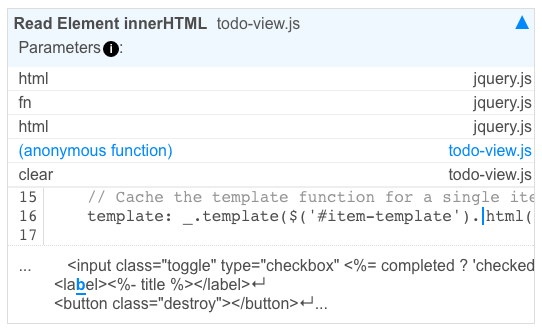 Read Element innerHTML todo-view.js
Parameters i:
html jquery.js
fn jquery.js
html jquery.js
(anonymous function) todo-view.js
clear todo-view.js
15 // Cache the template function for a single ite
16 template: _.template($('#item-template').html(
17
... <input class="toggle" type="checkbox" <%= completed ? 'checked
<label><%- title %></label>↵
<button class="destroy"></button>↵...